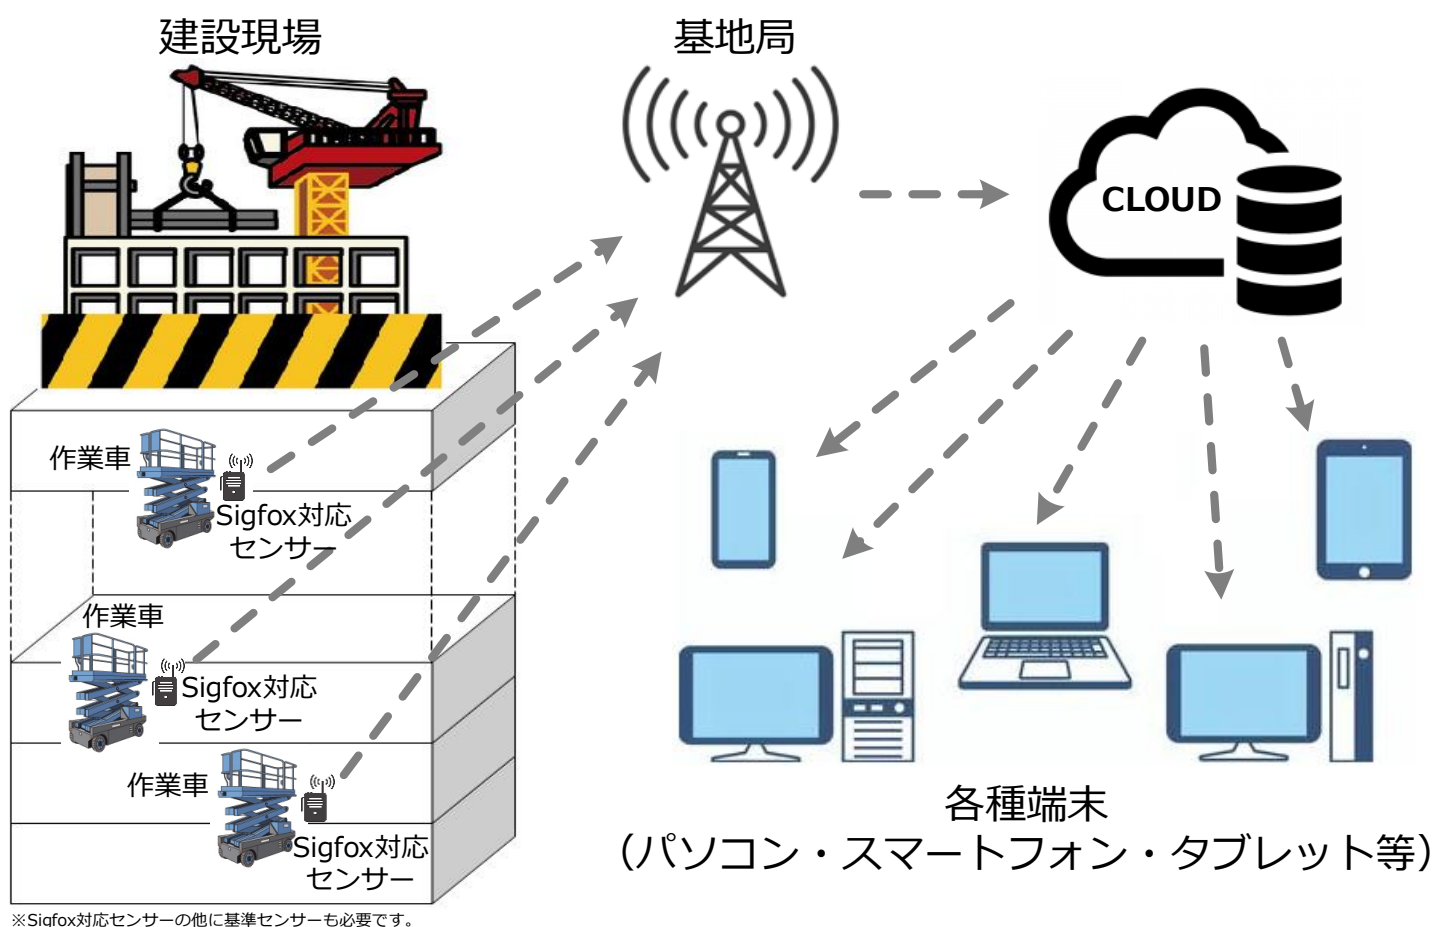 建設現場
基地局
CLOUD
作業車
Sigfox対応
センサー
作業車
Sigfox対応
センサー
作業車
Sigfox対応
センサー
各種端末
（パソコン・スマートフォン・タブレット等）
※Sigfox対応センサーの他に基準センサーも必要です。